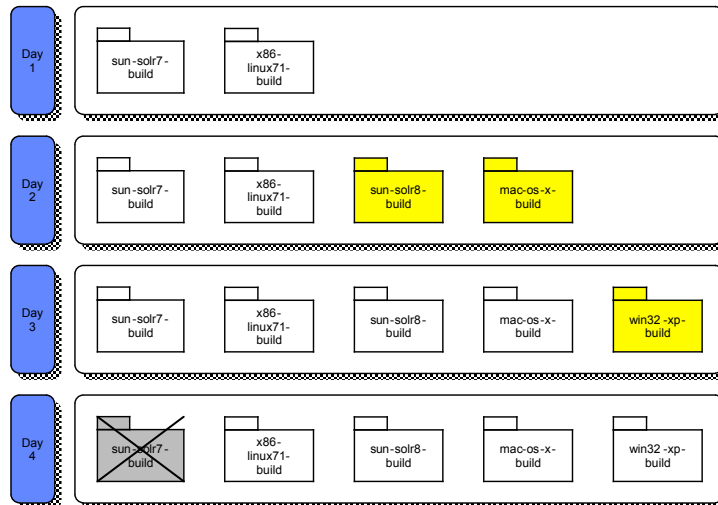 Day
1
sun-solr7-
build
x86-
linux71-
build
Day
2
sun-solr7-
build
x86-
linux71-
build
sun-solr8-
build
mac-os-x-
build
Day
3
sun-solr7-
build
x86-
linux71-
build
sun-solr8-
build
mac-os-x-
build
win32-xp-
build
Day
4
sun-solr7-
build
x86-
linux71-
build
sun-solr8-
build
mac-os-x-
build
win32-xp-
build